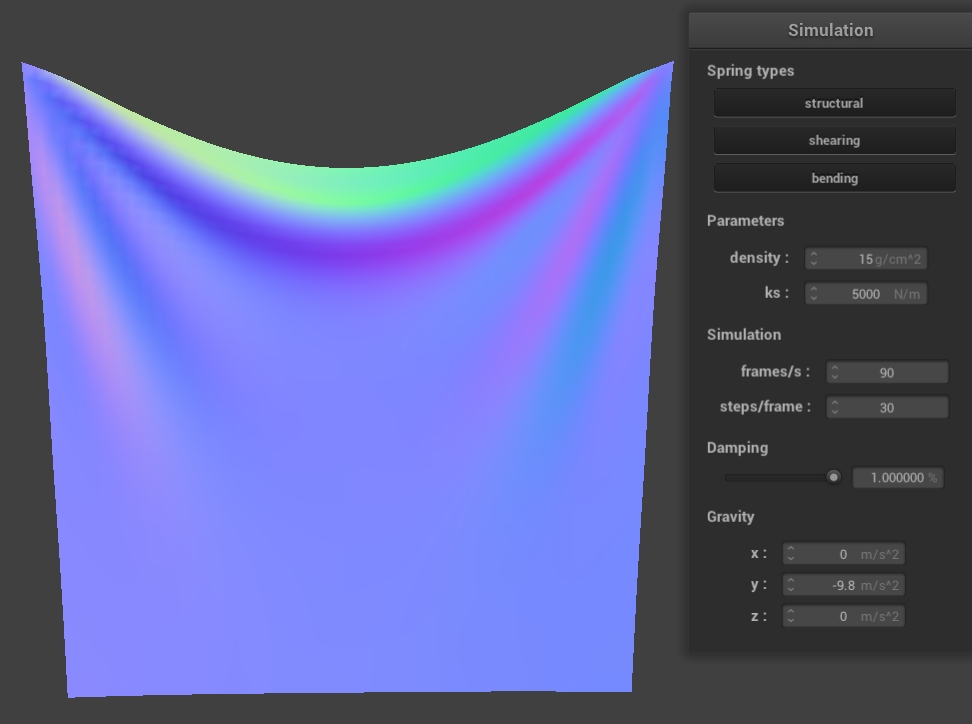 Simulation
Spring types
structural
shearing
bending
Parameters
density : 15 g/cm^2
ks : 5000 N/m
Simulation
frames/s : 90
steps/frame : 30
Damping
1.000000 %
Gravity
x : 0 m/s^2
y : -9.8 m/s^2
z : 0 m/s^2